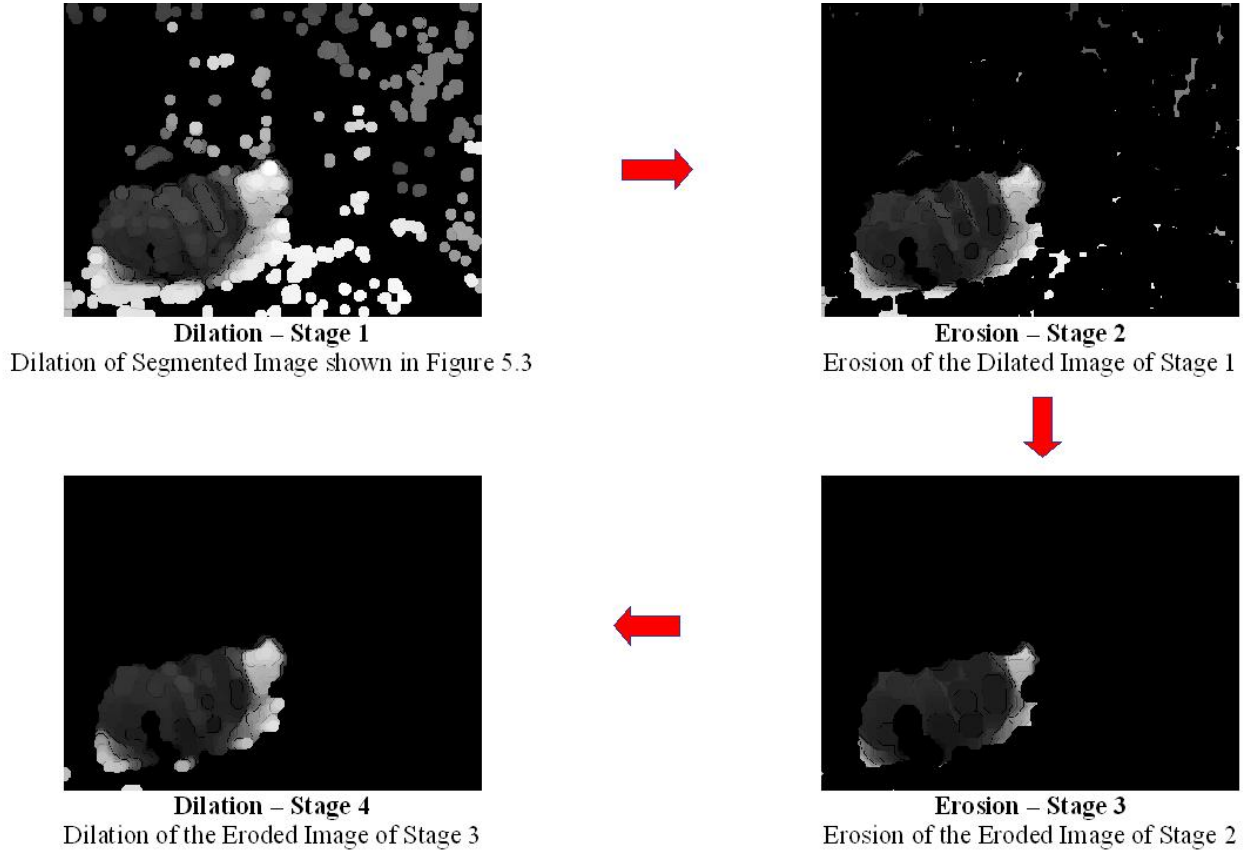 Dilation – Stage 1
Dilation of Segmented Image shown in Figure 5.3
Erosion – Stage 2
Erosion of the Dilated Image of Stage 1
Dilation – Stage 4
Dilation of the Eroded Image of Stage 3
Erosion – Stage 3
Erosion of the Eroded Image of Stage 2